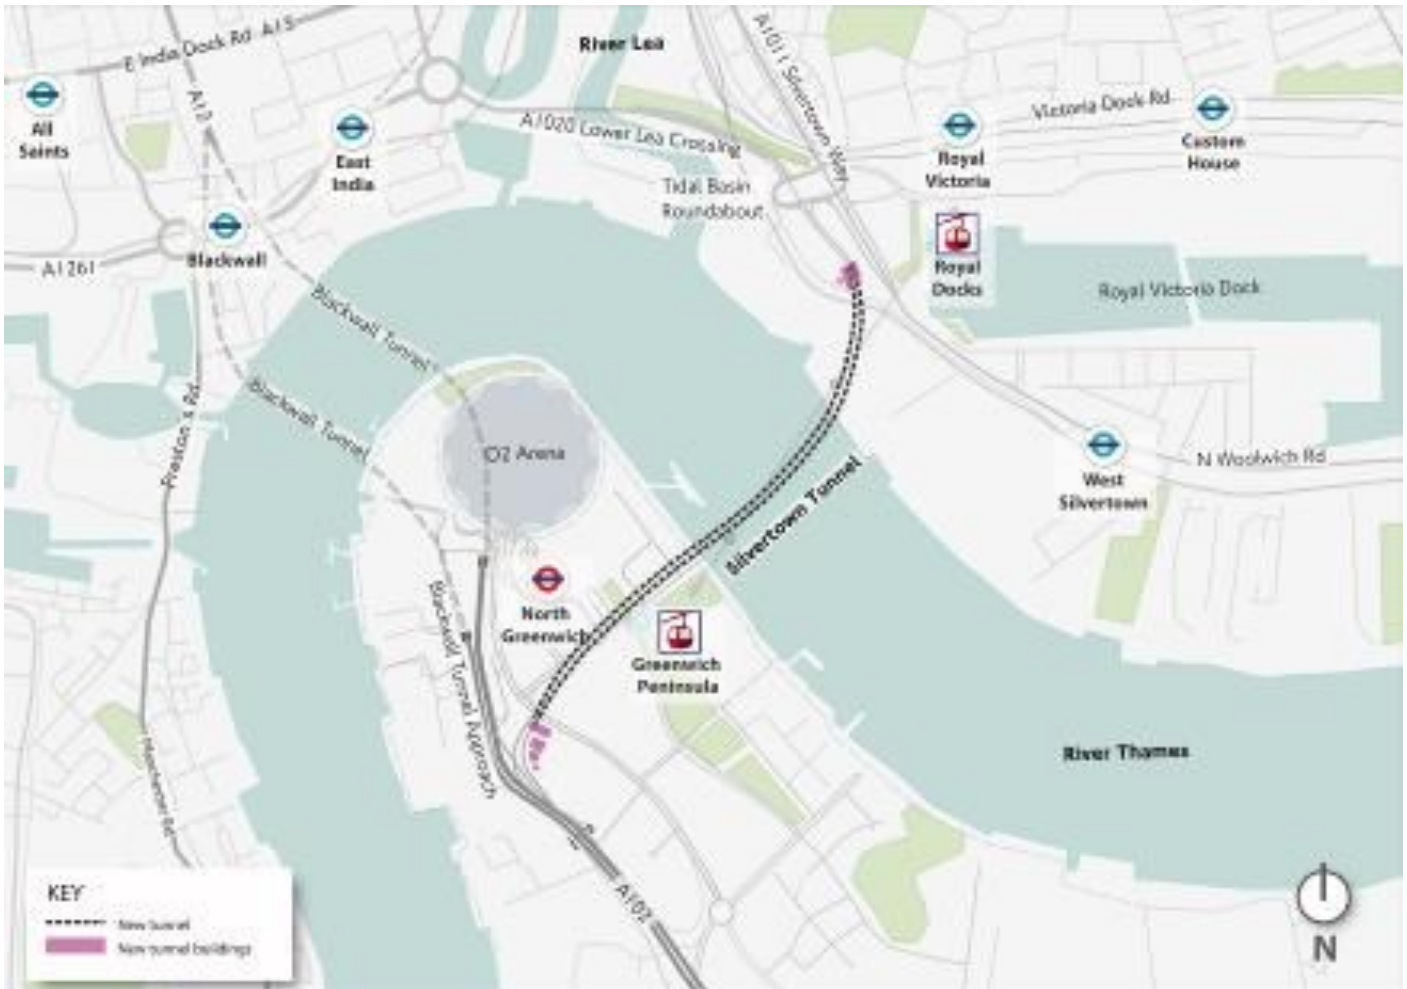 E India Dock Rd A13
A13
River Lea
A1011 Silvertown Way
All
Saints
East
India
A1020 Lower Lea Crossing
Royal
Victoria
Victoria Dock Rd
Custom
House
Tidal Basin
Roundabout
Blackwall
A1261
Royal
Docks
Royal Victoria Dock
Blackwall Tunnel
Blackwall Tunnel
Preston's Rd
O2 Arena
West
Silvertown
N Woolwich Rd
Silvertown Tunnel
North
Greenwich
Blackwall Tunnel Approach
Greenwich
Peninsula
River Thames
Manchester Rd
A102
KEY
New tunnel
New tunnel buildings
N